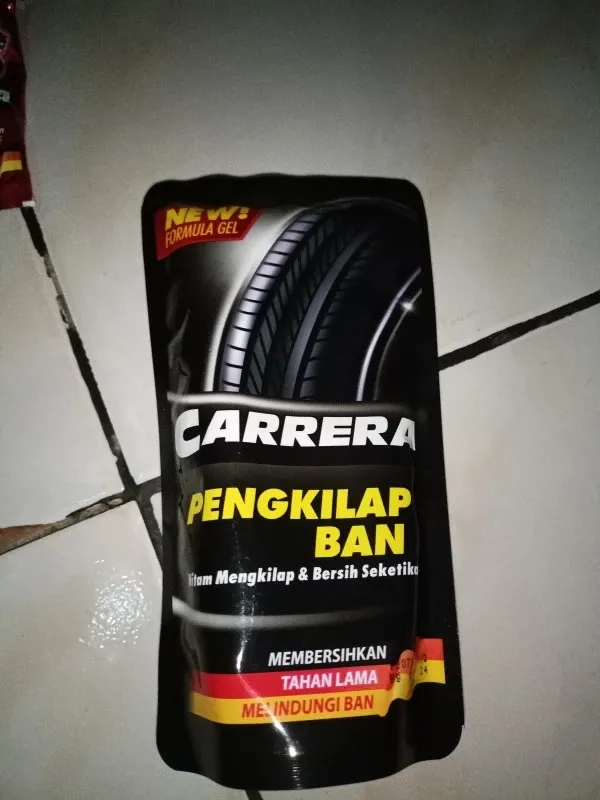 NEW!
FORMULA GEL
CARRERA
PENGKILAP
BAN
Hitam Mengkilap & Bersih Seketika
MEMBERSIHKAN
TAHAN LAMA
MELINDUNGI BAN